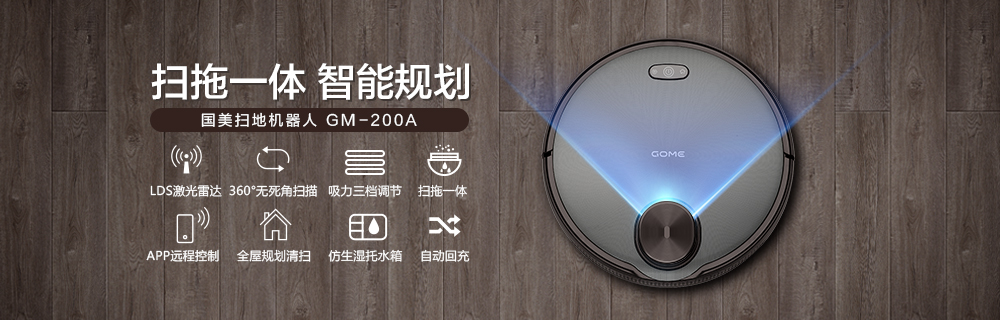 扫拖一体 智能规划
国美扫地机器人 GM-200A
LDS激光雷达 360°无死角扫描 吸力三档调节 扫拖一体
APP远程控制 全屋规划清扫 仿生湿托水箱 自动回充
GOME